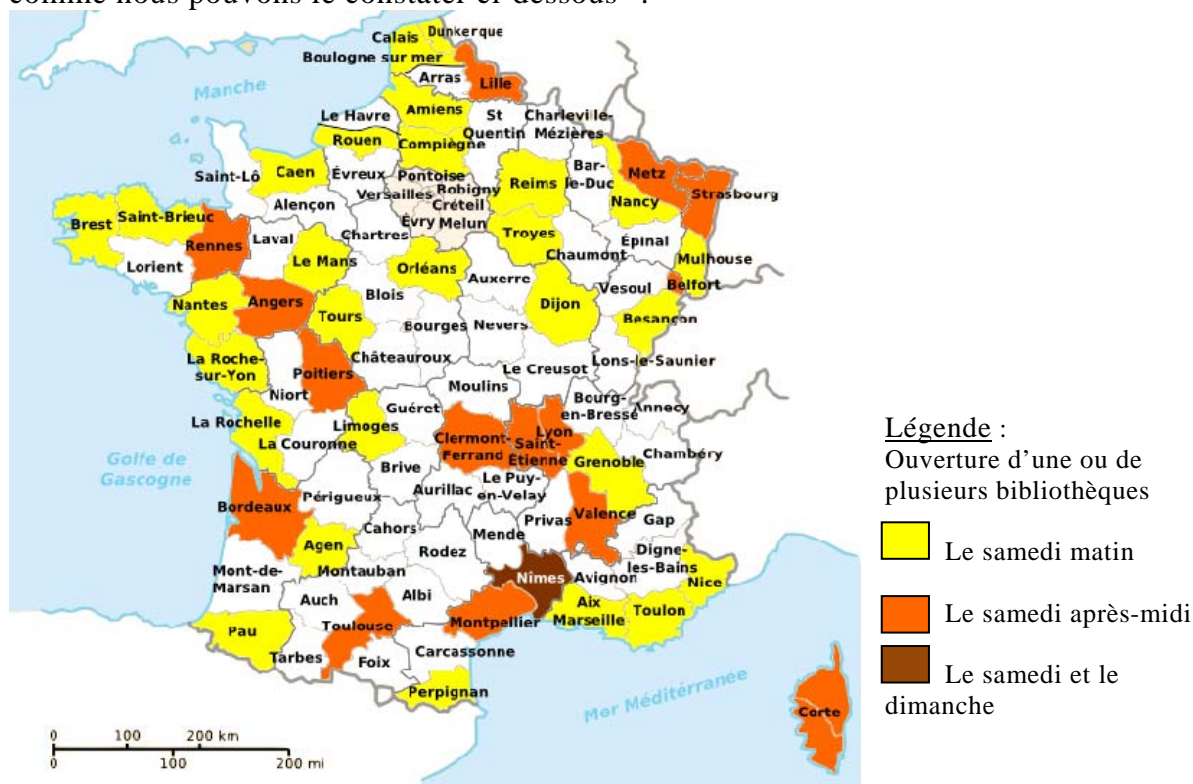 comme nous pouvons le constater ci-dessous
Calais
Dunkerque
Boulogne sur mer
Arras
Lille
Manche
Le Havre
Amiens
St
Quentin
Charleville-
Mézières
Rouen
Compiègne
Saint-Lô
Caen
Évreux
Pontoise
Versailles
Bobigny
Créteil
Évry
Melun
Reims
Bar-
le-Duc
Metz
Strasbourg
Nancy
Alençon
Brest
Saint-Brieuc
Rennes
Laval
Chartres
Troyes
Chaumont
Épinal
Mulhouse
Lorient
Le Mans
Orléans
Auxerre
Vesoul
Belfort
Nantes
Angers
Tours
Blois
Dijon
Besançon
Bourges
Nevers
La Roche-
sur-Yon
Poitiers
Châteauroux
Le Creusot
Lons-le-Saunier
Niort
Moulins
Bourg-
en-Bresse
Annecy
La Rochelle
Guéret
Limoges
La Couronne
Clermont-
Ferrand
Lyon
Saint-
Étienne
Grenoble
Chambéry
Golfe de
Gascogne
Brive
Le Puy-
en-Velay
Périgueux
Aurillac
Bordeaux
Privas
Valence
Gap
Cahors
Mende
Agen
Rodez
Digne-
les-Bains
Mont-de-
Marsan
Montauban
Nîmes
Avignon
Nice
Auch
Albi
Aix
Marseille
Toulon
Pau
Toulouse
Montpellier
Tarbes
Foix
Carcassonne
Perpignan
Mer Méditérranée
Corte
0 100 200 km
0 100 200 mi
Légende :
Ouverture d’une ou de
plusieurs bibliothèques
Le samedi matin
Le samedi après-midi
Le samedi et le
dimanche